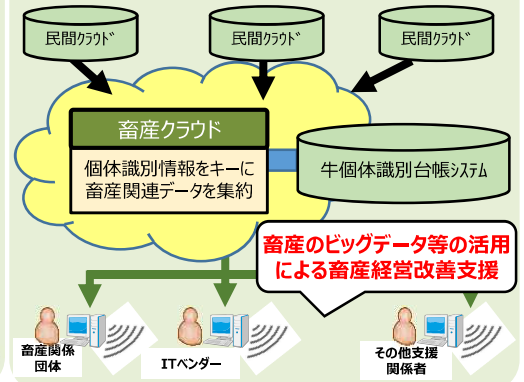 民間ｸﾗｳﾄﾞ
民間ｸﾗｳﾄﾞ
民間ｸﾗｳﾄﾞ
畜産クラウド
個体識別情報をキーに
畜産関連データを集約
牛個体識別台帳ｼｽﾃﾑ
畜産のビッグデータ等の活用
による畜産経営改善支援
畜産関係
団体
ITベンダー
その他支援
関係者